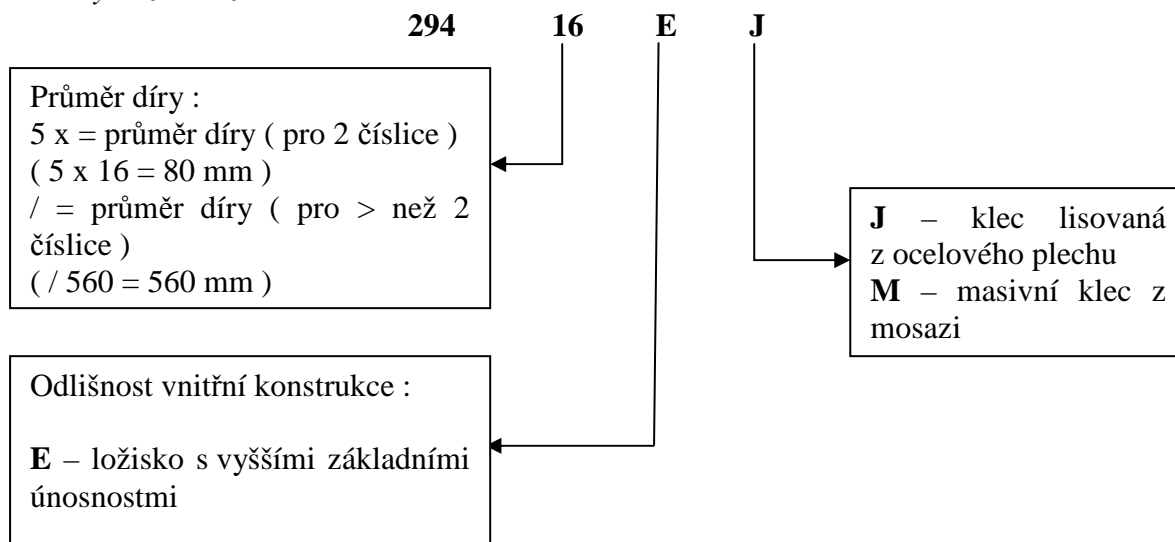 294 16 E J
Průměr díry :
5 x = průměr díry ( pro 2 číslice )
( 5 x 16 = 80 mm )
/ = průměr díry ( pro > než 2
číslice )
( / 560 = 560 mm )
J – klec lisovaná
z ocelového plechu
M – masivní klec z
mosazi
Odlišnost vnitřní konstrukce :
E – ložisko s vyššími základními
únosnostmi